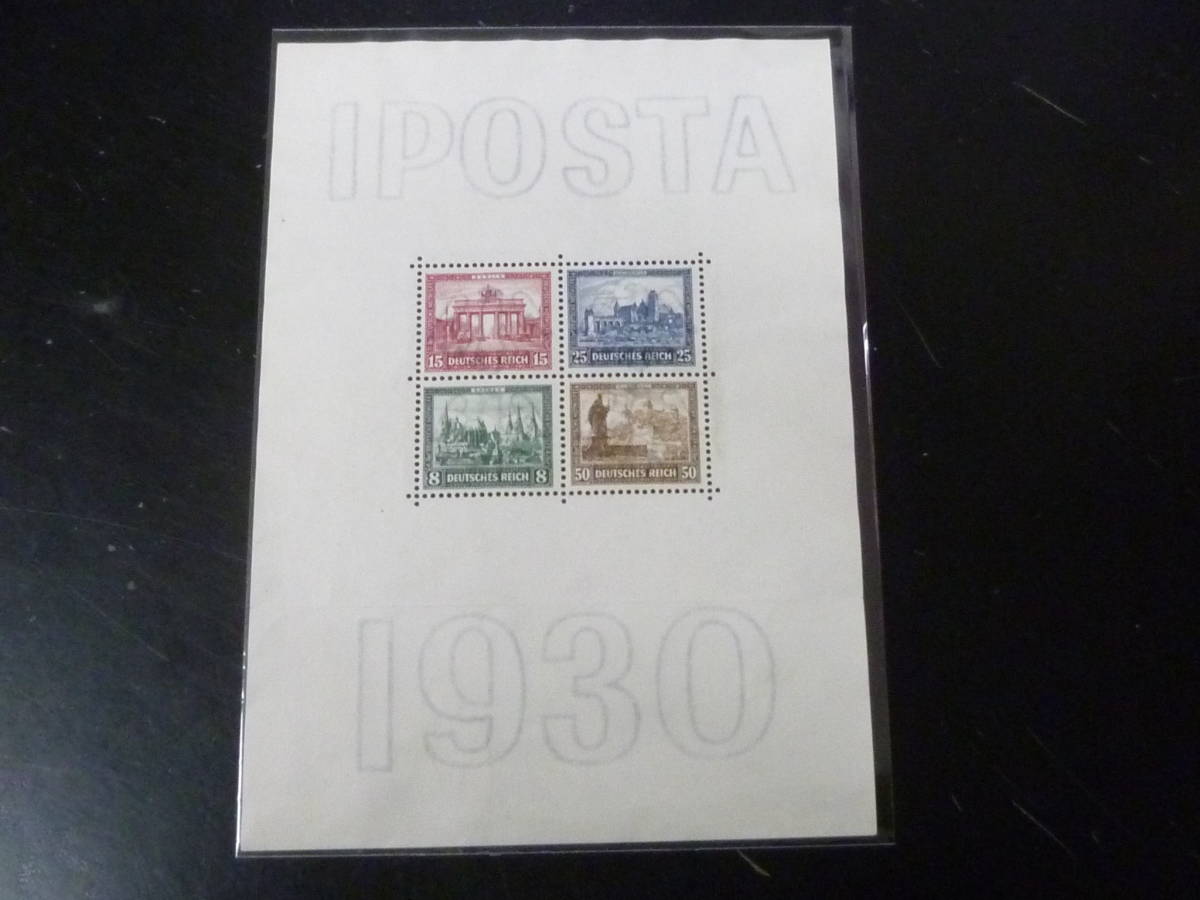 IPOSTA
15 DEUTSCHES REICH 15
25 DEUTSCHES REICH 25
8 DEUTSCHES REICH 8
50 DEUTSCHES REICH 50
1930